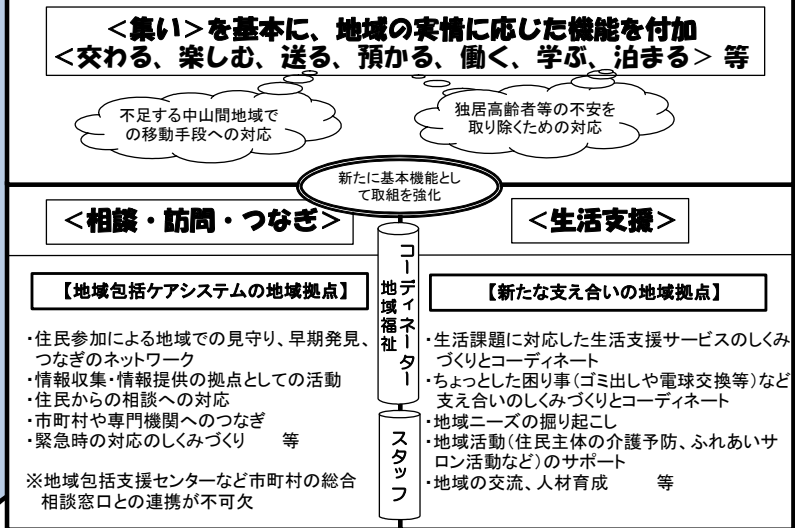 ＜集い＞を基本に、地域の実情に応じた機能を付加
＜交わる、楽しむ、送る、預かる、働く、学ぶ、泊まる＞ 等
不足する中山間地域で
の移動手段への対応
独居高齢者等の不安を
取り除くための対応
新たに基本機能とし
て取組を強化
＜相談・訪問・つなぎ＞
＜生活支援＞
地域福祉
コーディネーター
スタッフ
【地域包括ケアシステムの地域拠点】
・住民参加による地域での見守り、早期発見、
つなぎのネットワーク
・情報収集・情報提供の拠点としての活動
・住民からの相談への対応
・市町村や専門機関へのつなぎ
・緊急時の対応のしくみづくり 等
※地域包括支援センターなど市町村の総合
相談窓口との連携が不可欠
【新たな支え合いの地域拠点】
・生活課題に対応した生活支援サービスのしくみ
づくりとコーディネート
・ちょっとした困り事（ゴミ出しや電球交換等）など
支え合いのしくみづくりとコーディネート
・地域ニーズの掘り起こし
・地域活動（住民主体の介護予防、ふれあいサ
ロン活動など）のサポート
・地域の交流、人材育成 等